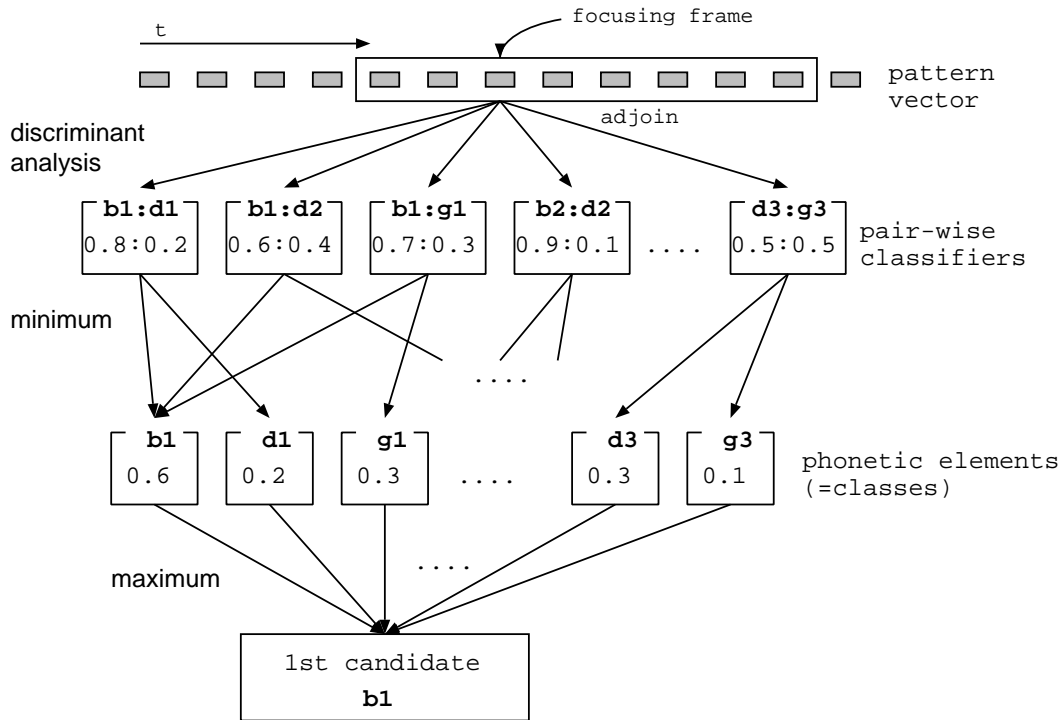 focusing frame
t
pattern
vector
adjoin
discriminant
analysis
b1:d1 b1:d2 b1:g1 b2:d2 d3:g3
0.8:0.2 0.6:0.4 0.7:0.3 0.9:0.1 .... 0.5:0.5
pair-wise
classifiers
minimum
....
b1 d1 g1 d3 g3
0.6 0.2 0.3 .... 0.3 0.1
phonetic elements
(=classes)
....
maximum
1st candidate
b1